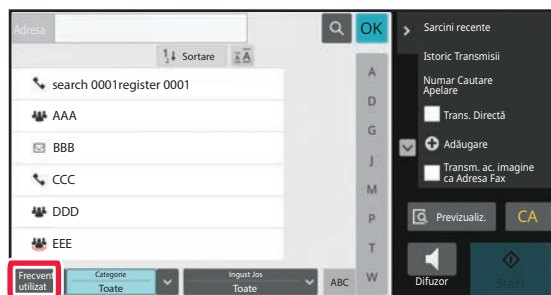 Adresa
OK
1↓ Sortare
search 0001register 0001
AAA
BBB
CCC
DDD
EEE
A
D
G
J
M
P
T
W
Frecvent
utilizat
Categorie
Toate
Ingust Jos
Toate
ABC
Sarcini recente
Istoric Transmisii
Numar Cautare
Apelare
Trans. Directă
Adăugare
Transm. ac. imagine
ca Adresa Fax
Previzualiz.
CA
Difuzor
Start